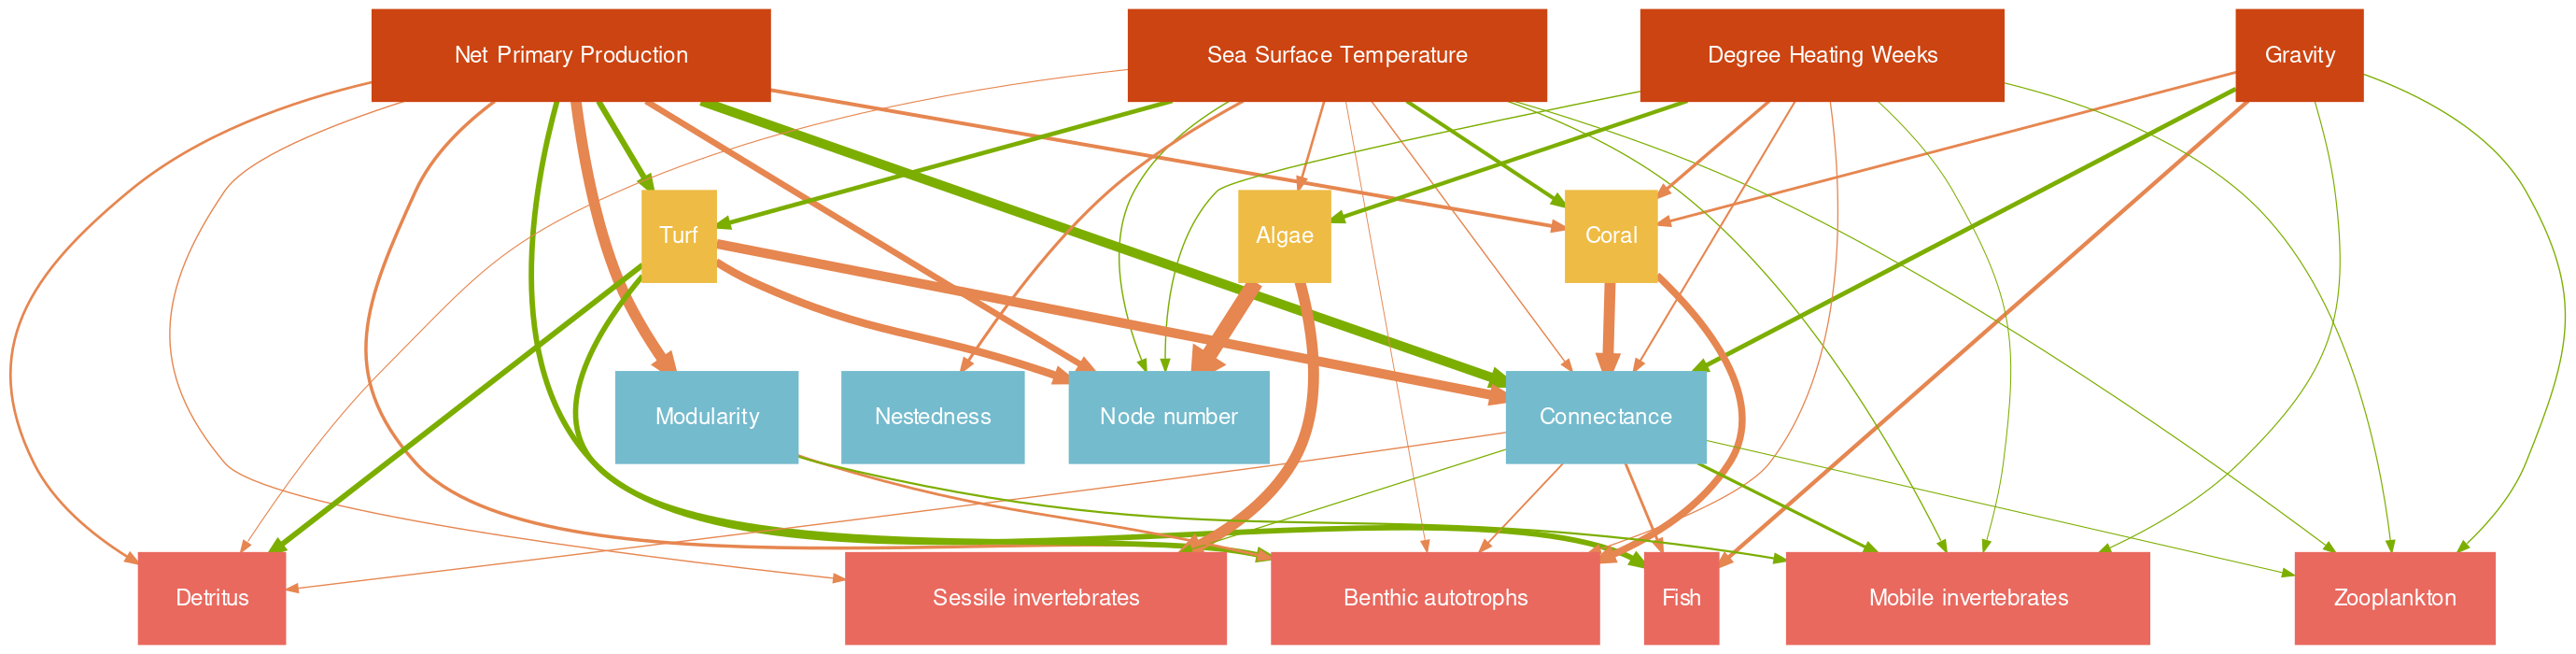 Net Primary Production
Sea Surface Temperature
Degree Heating Weeks
Gravity
Turf
Algae
Coral
Modularity
Nestedness
Node number
Connectance
Detritus
Sessile invertebrates
Benthic autotrophs
Fish
Mobile invertebrates
Zooplankton